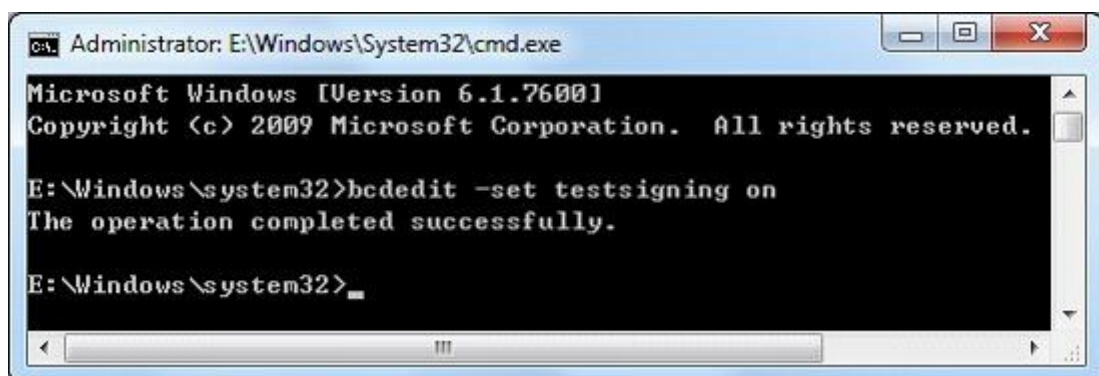 Administrator: E:\Windows\System32\cmd.exe
Microsoft Windows [Version 6.1.7600]
Copyright (c) 2009 Microsoft Corporation.  All rights reserved.
E:\Windows\system32>bcdedit -set testsigning on
The operation completed successfully.
E:\Windows\system32>_